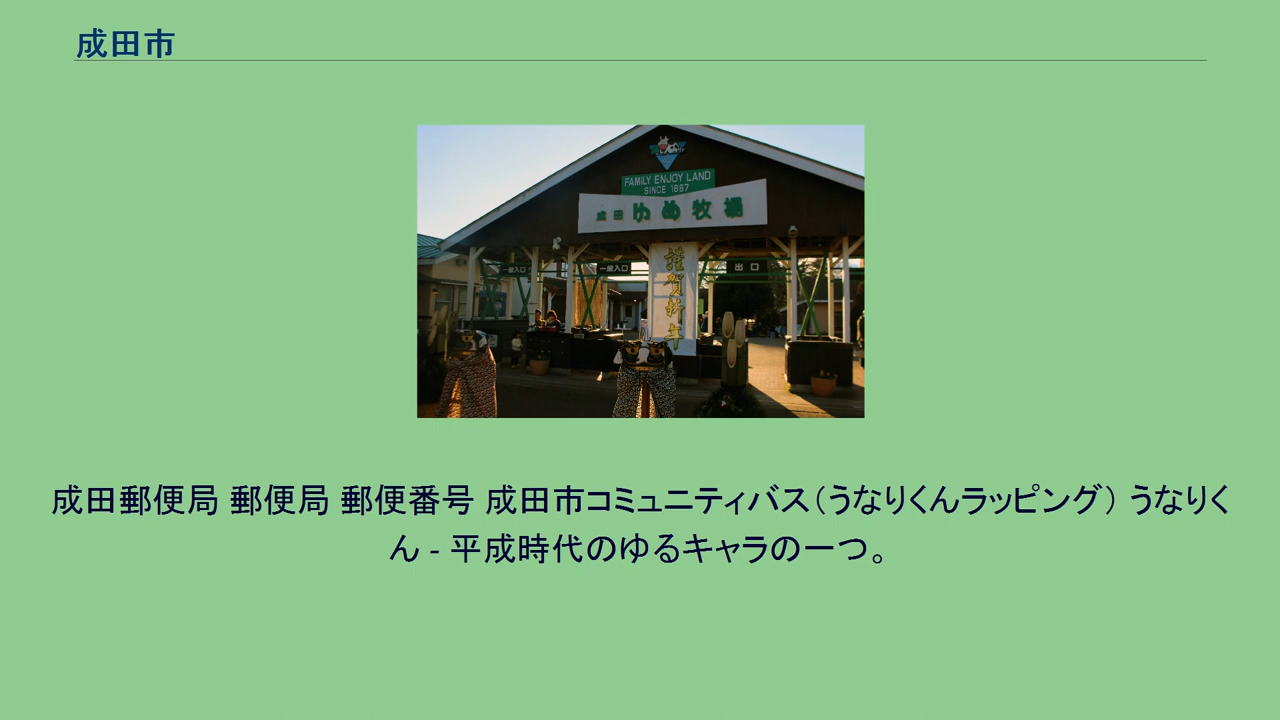 成田市
FAMILY ENJOY LAND
SINCE 1887
成田 ゆめ牧場
一般入口
一般入口
出口
謹賀新年
成田郵便局 郵便局 郵便番号 成田市コミュニティバス（うなりくんラッピング） うなりく
ん - 平成時代のゆるキャラの一つ。